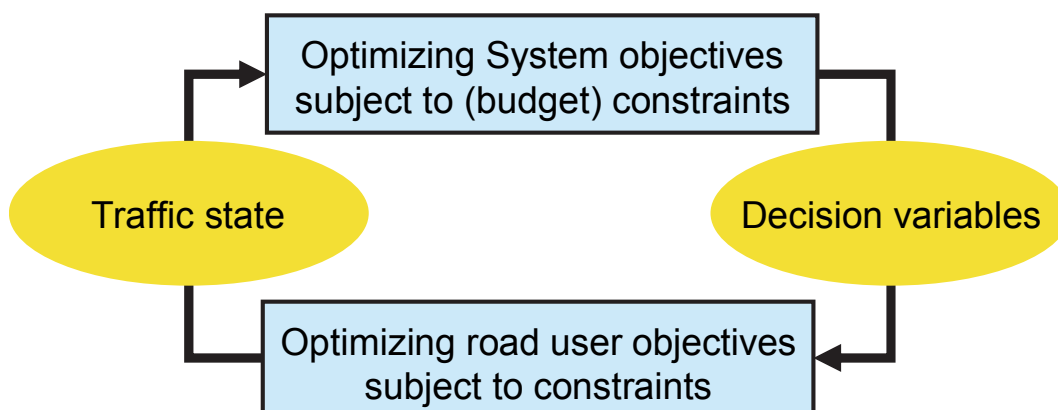 Optimizing System objectives
subject to (budget) constraints
Traffic state
Decision variables
Optimizing road user objectives
subject to constraints